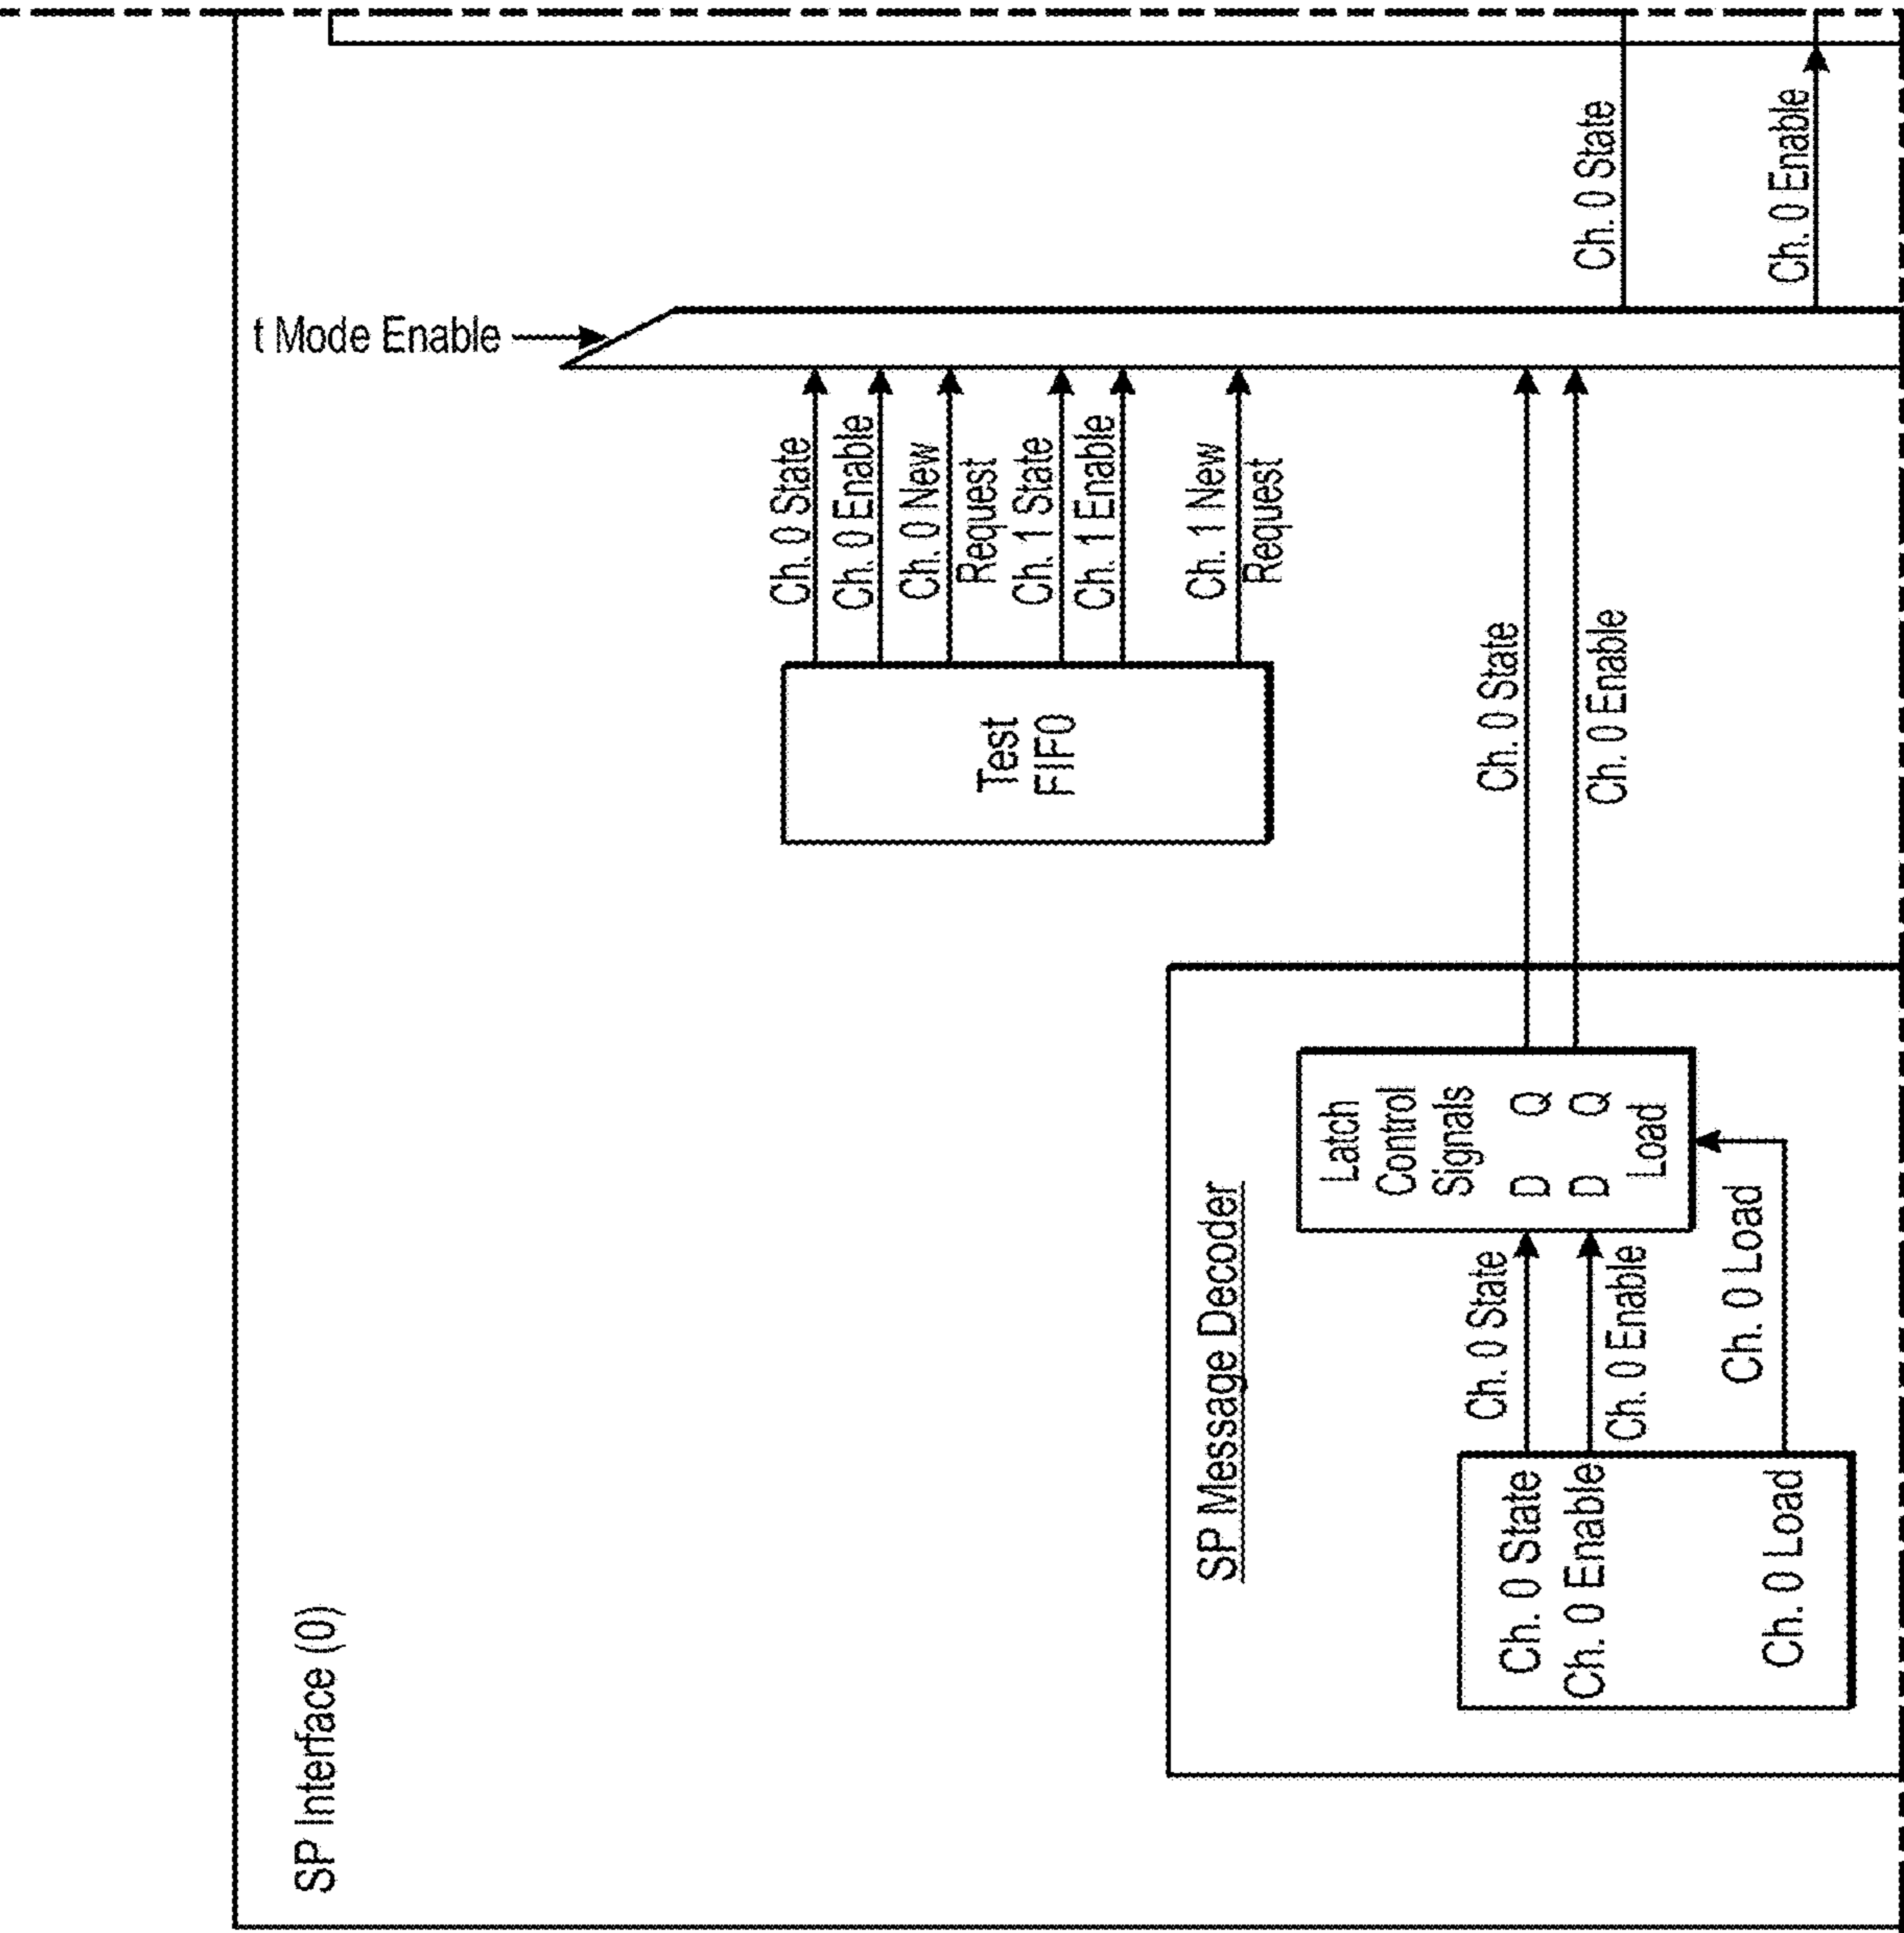 SP Interface (0)
t Mode Enable
Ch. 0 State
Ch. 0 Enable
Ch. 0 New
Request
Ch. 1 State
Ch. 1 Enable
Ch. 1 New
Request
Test
FIFO
SP Message Decoder
Ch. 0 State
Ch. 0 Enable
Ch. 0 Load
Ch. 0 State
Ch. 0 Enable
Ch. 0 Load
Latch
Control
Signals
D Q
D Q
Load
Ch. 0 State
Ch. 0 Enable
Ch. 0 State
Ch. 0 Enable